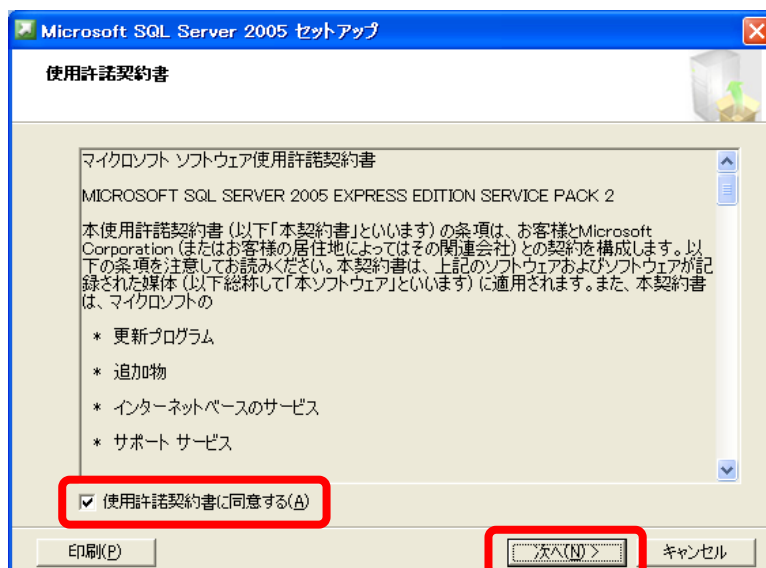 Microsoft SQL Server 2005 セットアップ
使用許諾契約書
マイクロソフト ソフトウェア使用許諾契約書
MICROSOFT SQL SERVER 2005 EXPRESS EDITION SERVICE PACK 2
本使用許諾契約書 (以下「本契約書」といいます) の条項は、お客様とMicrosoft
Corporation (またはお客様の居住地によってはその関連会社) との契約を構成します。以
下の条項を注意してお読みください。本契約書は、上記のソフトウェアおよびソフトウェアが記
録された媒体 (以下総称して「本ソフトウェア」といいます) に適用されます。また、本契約書
は、マイクロソフトの
* 更新プログラム
* 追加物
* インターネットベースのサービス
* サポート サービス
使用許諾契約書に同意する(A)
印刷(P) 次へ(N) > キャンセル